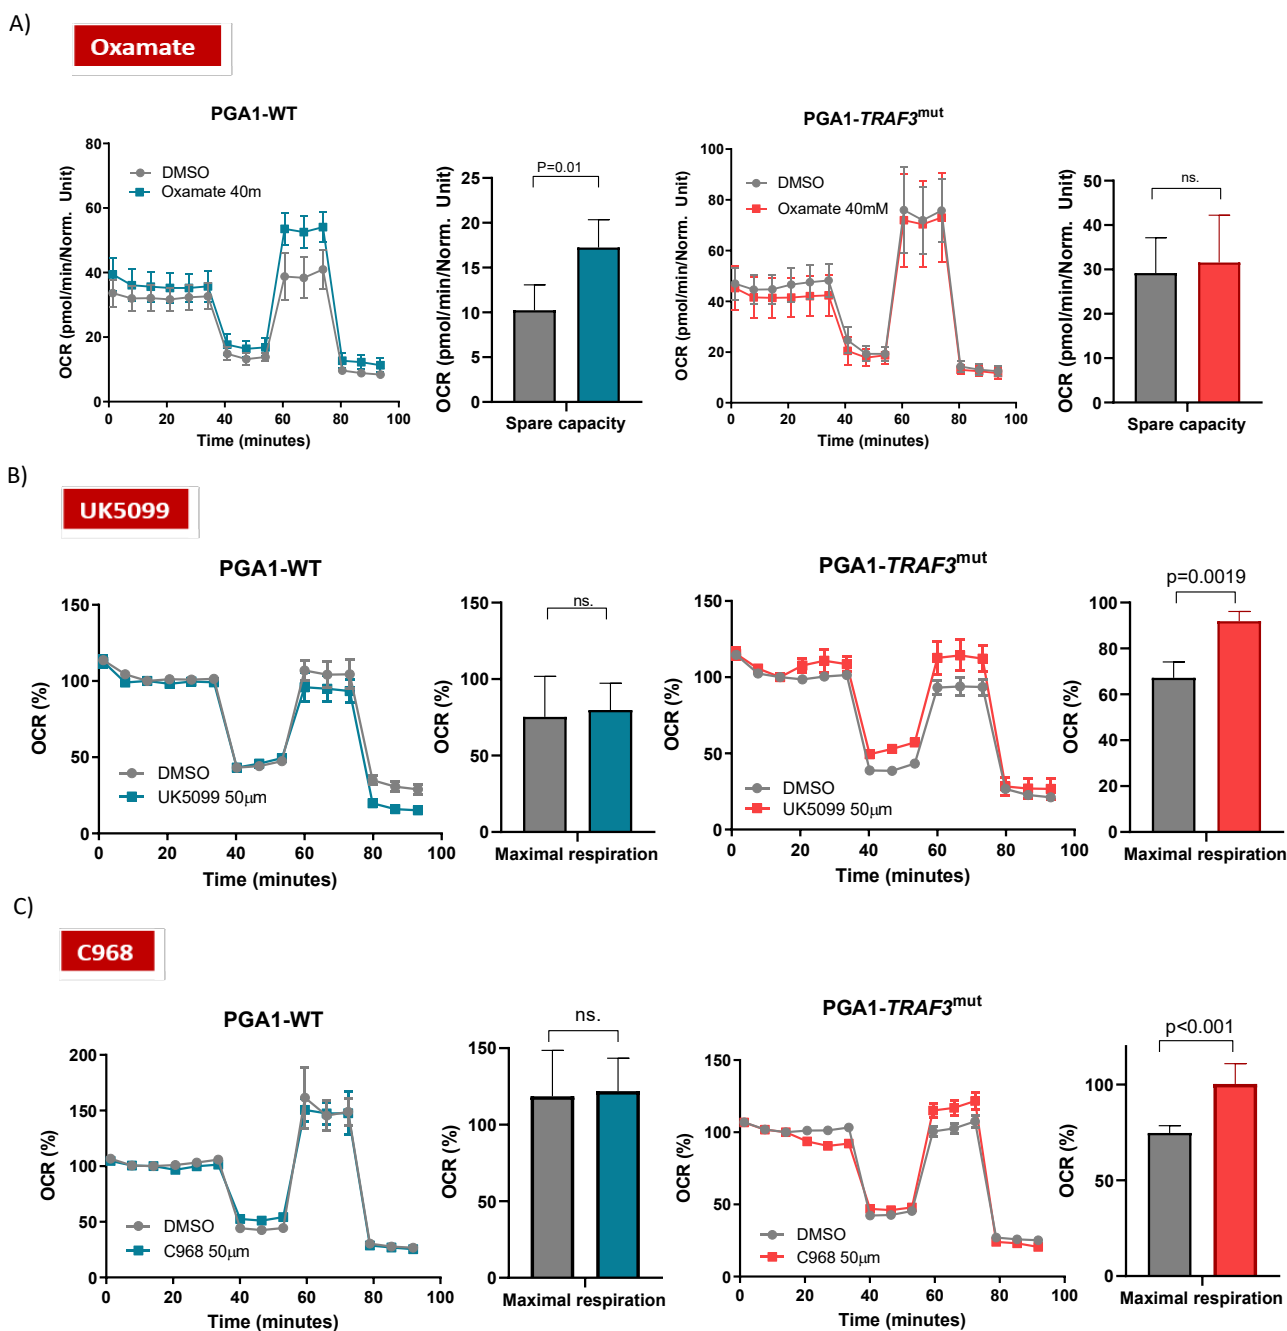 A)
Oxamate
PGA1-WT
80
60
40
20
0
OCR (pmol/min/Norm. Unit)
DMSO
Oxamate 40m
0 20 40 60 80 100
Time (minutes)
25
20
15
10
5
0
OCR (pmol/min/Norm. Unit)
P=0.01
Spare capacity
PGA1-TRAF3mut
100
80
60
40
20
0
OCR (pmol/min/Norm. Unit)
DMSO
Oxamate 40mM
0 20 40 60 80 100
Time (minutes)
50
40
30
20
10
0
OCR (pmol/min/Norm. Unit)
ns.
Spare capacity
B)
UK5099
PGA1-WT
150
100
50
0
OCR (%)
DMSO
UK5099 50μm
0 20 40 60 80 100
Time (minutes)
150
100
50
0
OCR (%)
ns.
Maximal respiration
PGA1-TRAF3mut
150
100
50
0
OCR (%)
DMSO
UK5099 50μm
0 20 40 60 80 100
Time (minutes)
p=0.0019
100
80
60
40
20
0
OCR (%)
Maximal respiration
C)
C968
PGA1-WT
200
150
100
50
0
OCR (%)
DMSO
C968 50μm
0 20 40 60 80 100
Time (minutes)
ns.
150
100
50
0
OCR (%)
Maximal respiration
PGA1-TRAF3mut
150
100
50
0
OCR (%)
DMSO
C968 50μm
0 20 40 60 80 100
Time (minutes)
p<0.001
100
50
0
OCR (%)
Maximal respiration